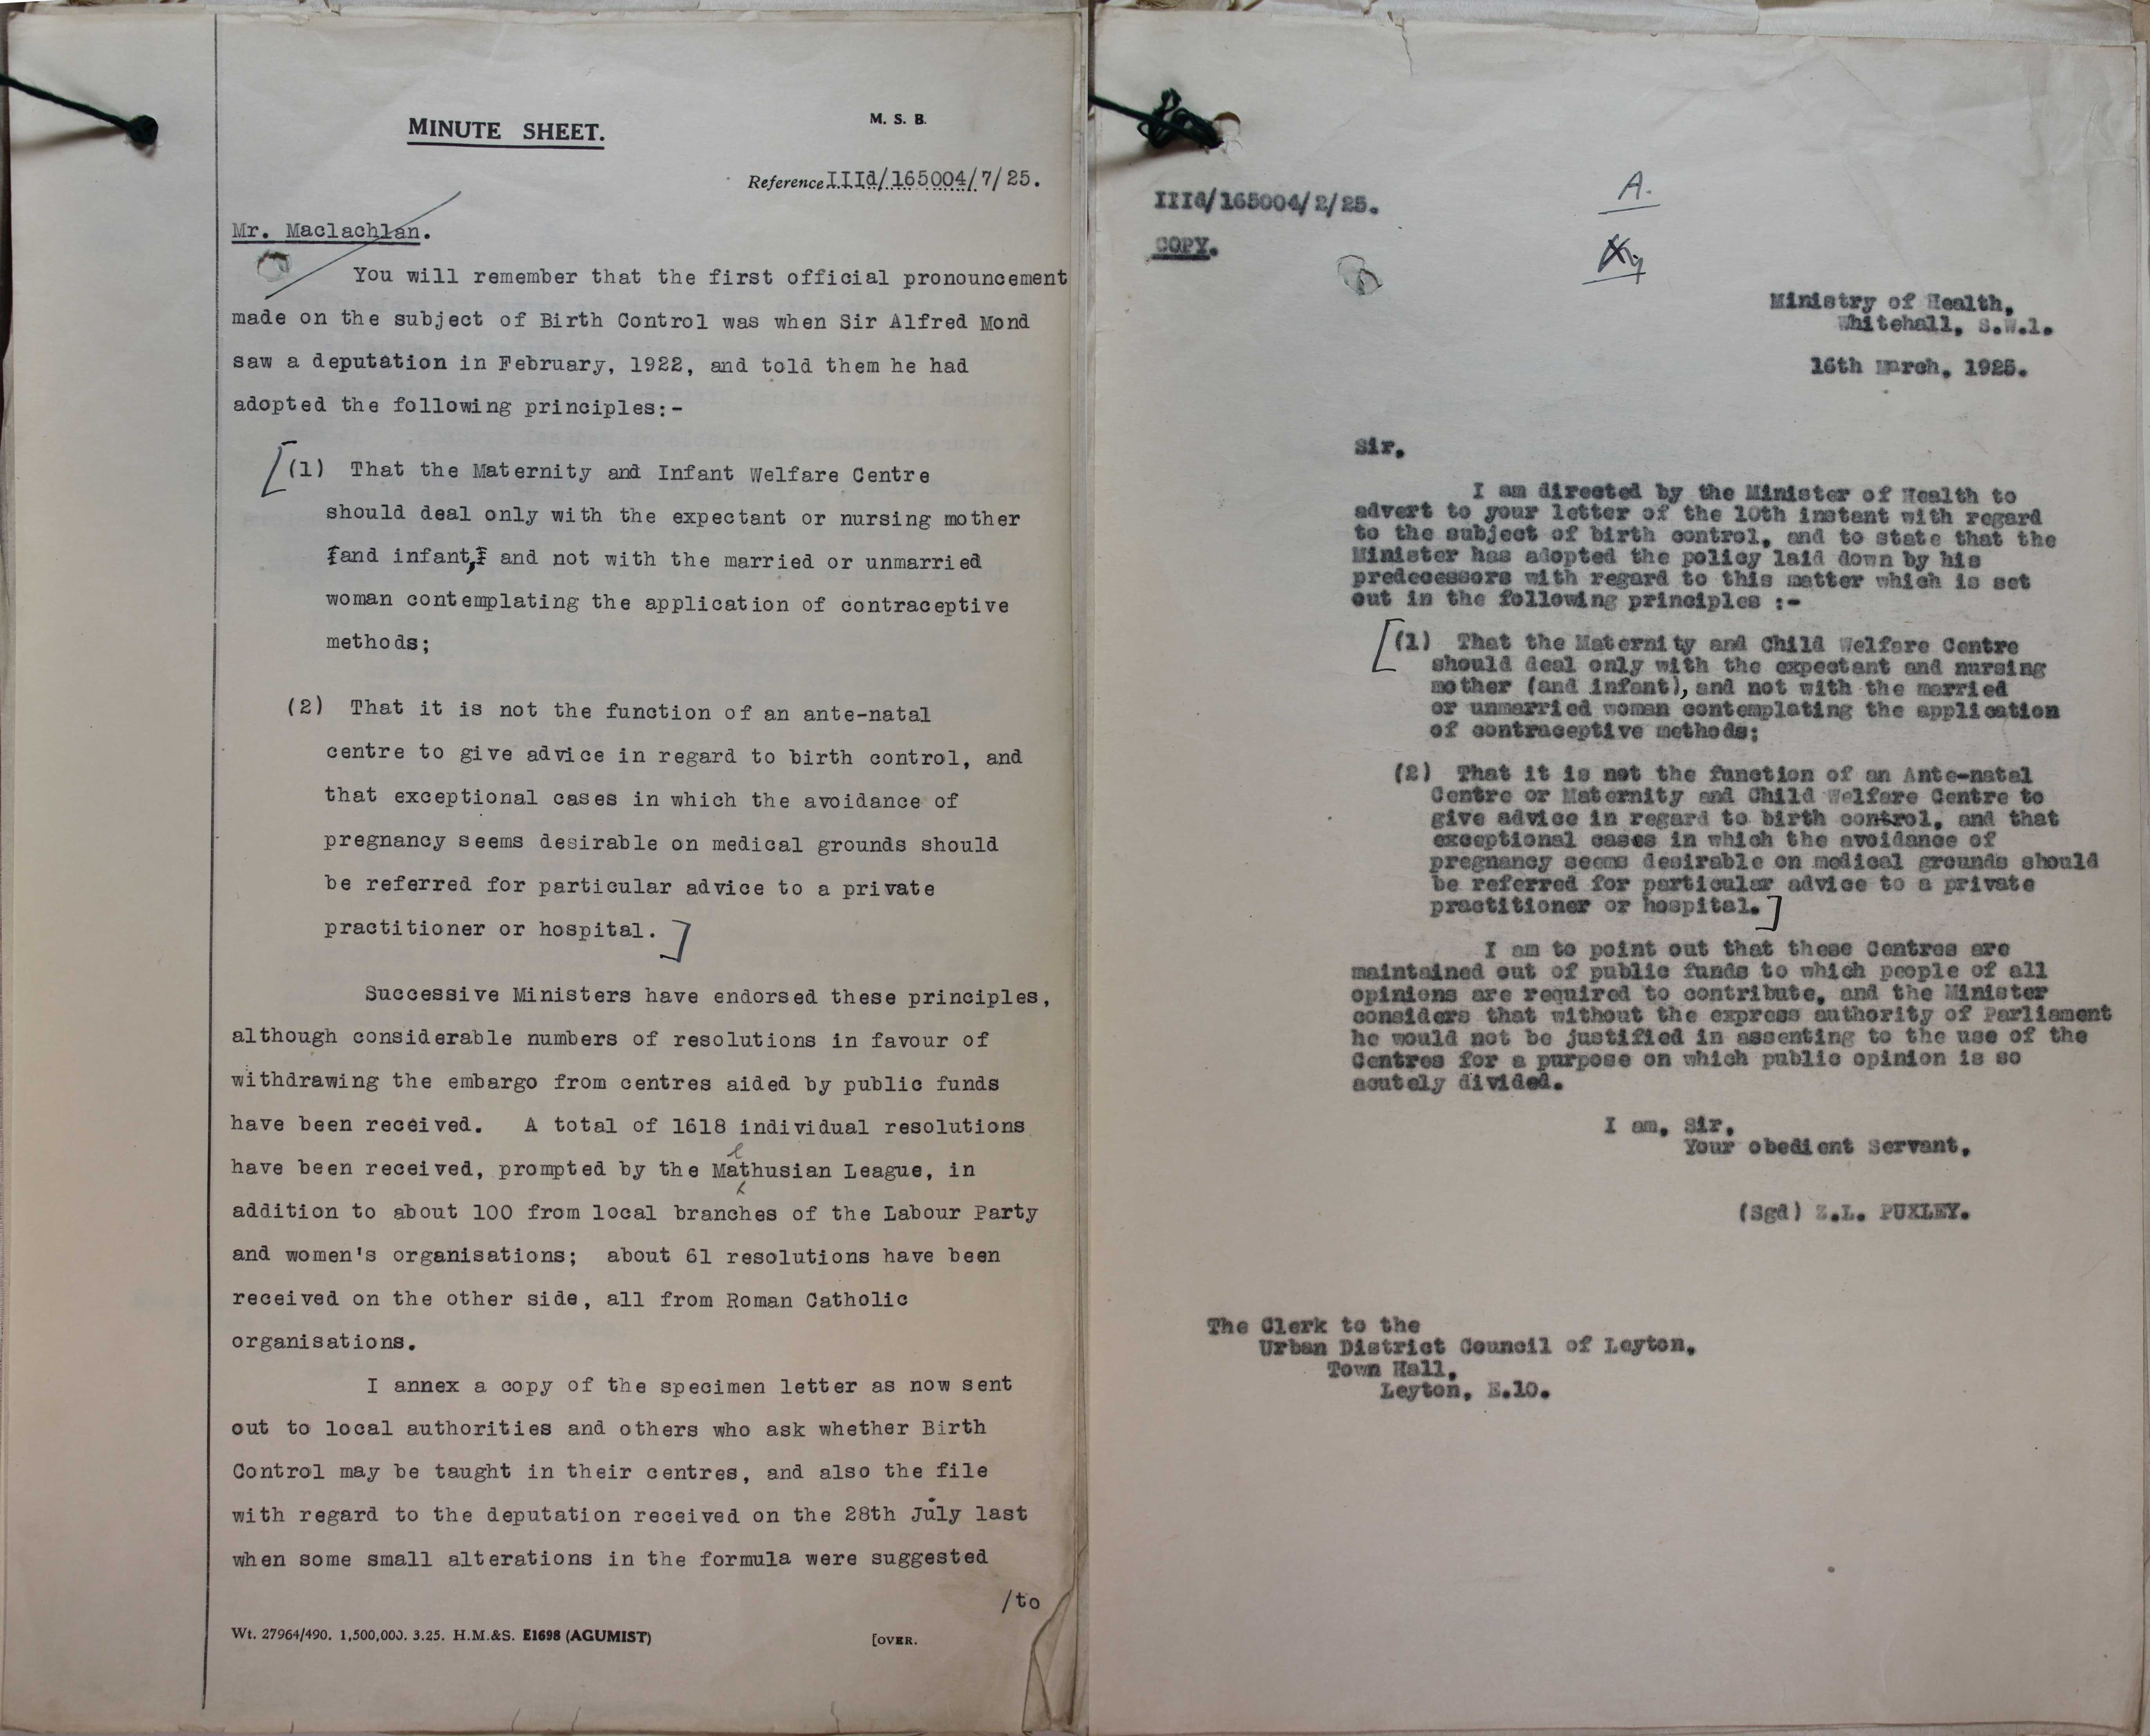 MINUTE SHEET.
M. S. B.
Reference IIId/165004/7/25.
Mr. Maclachlan.
You will remember that the first official pronouncement
made on the subject of Birth Control was when Sir Alfred Mond
saw a deputation in February, 1922, and told them he had
adopted the following principles:-
[(1) That the Maternity and Infant Welfare Centre
should deal only with the expectant or nursing mother
(and infant,) and not with the married or unmarried
woman contemplating the application of contraceptive
methods;
(2) That it is not the function of an ante-natal
centre to give advice in regard to birth control, and
that exceptional cases in which the avoidance of
pregnancy seems desirable on medical grounds should
be referred for particular advice to a private
practitioner or hospital. ]
Successive Ministers have endorsed these principles,
although considerable numbers of resolutions in favour of
withdrawing the embargo from centres aided by public funds
have been received. A total of 1618 individual resolutions
have been received, prompted by the Malthusian League, in
addition to about 100 from local branches of the Labour Party
and women's organisations; about 61 resolutions have been
received on the other side, all from Roman Catholic
organisations.
I annex a copy of the specimen letter as now sent
out to local authorities and others who ask whether Birth
Control may be taught in their centres, and also the file
with regard to the deputation received on the 28th July last
when some small alterations in the formula were suggested
/to
Wt. 27964/490. 1,500,000. 3.25. H.M.&S. E1698 (AGUMIST)
[OVER.
IIId/165004/2/25.
A.
COPY.
Ministry of Health,
Whitehall, S.W.1.
16th March, 1925.
Sir,
I am directed by the Minister of Health to
advert to your letter of the 10th instant with regard
to the subject of birth control, and to state that the
Minister has adopted the policy laid down by his
predecessors with regard to this matter which is set
out in the following principles :-
[(1) That the Maternity and Child Welfare Centre
should deal only with the expectant and nursing
mother (and infant), and not with the married
or unmarried woman contemplating the application
of contraceptive methods;
(2) That it is not the function of an Ante-natal
Centre or Maternity and Child Welfare Centre to
give advice in regard to birth control, and that
exceptional cases in which the avoidance of
pregnancy seems desirable on medical grounds should
be referred for particular advice to a private
practitioner or hospital.]
I am to point out that these Centres are
maintained out of public funds to which people of all
opinions are required to contribute, and the Minister
considers that without the express authority of Parliament
he would not be justified in assenting to the use of the
Centres for a purpose on which public opinion is so
acutely divided.
I am, Sir,
Your obedient Servant,
(Sgd) Z.L. PUXLEY.
The Clerk to the
Urban District Council of Leyton,
Town Hall,
Leyton, E.10.